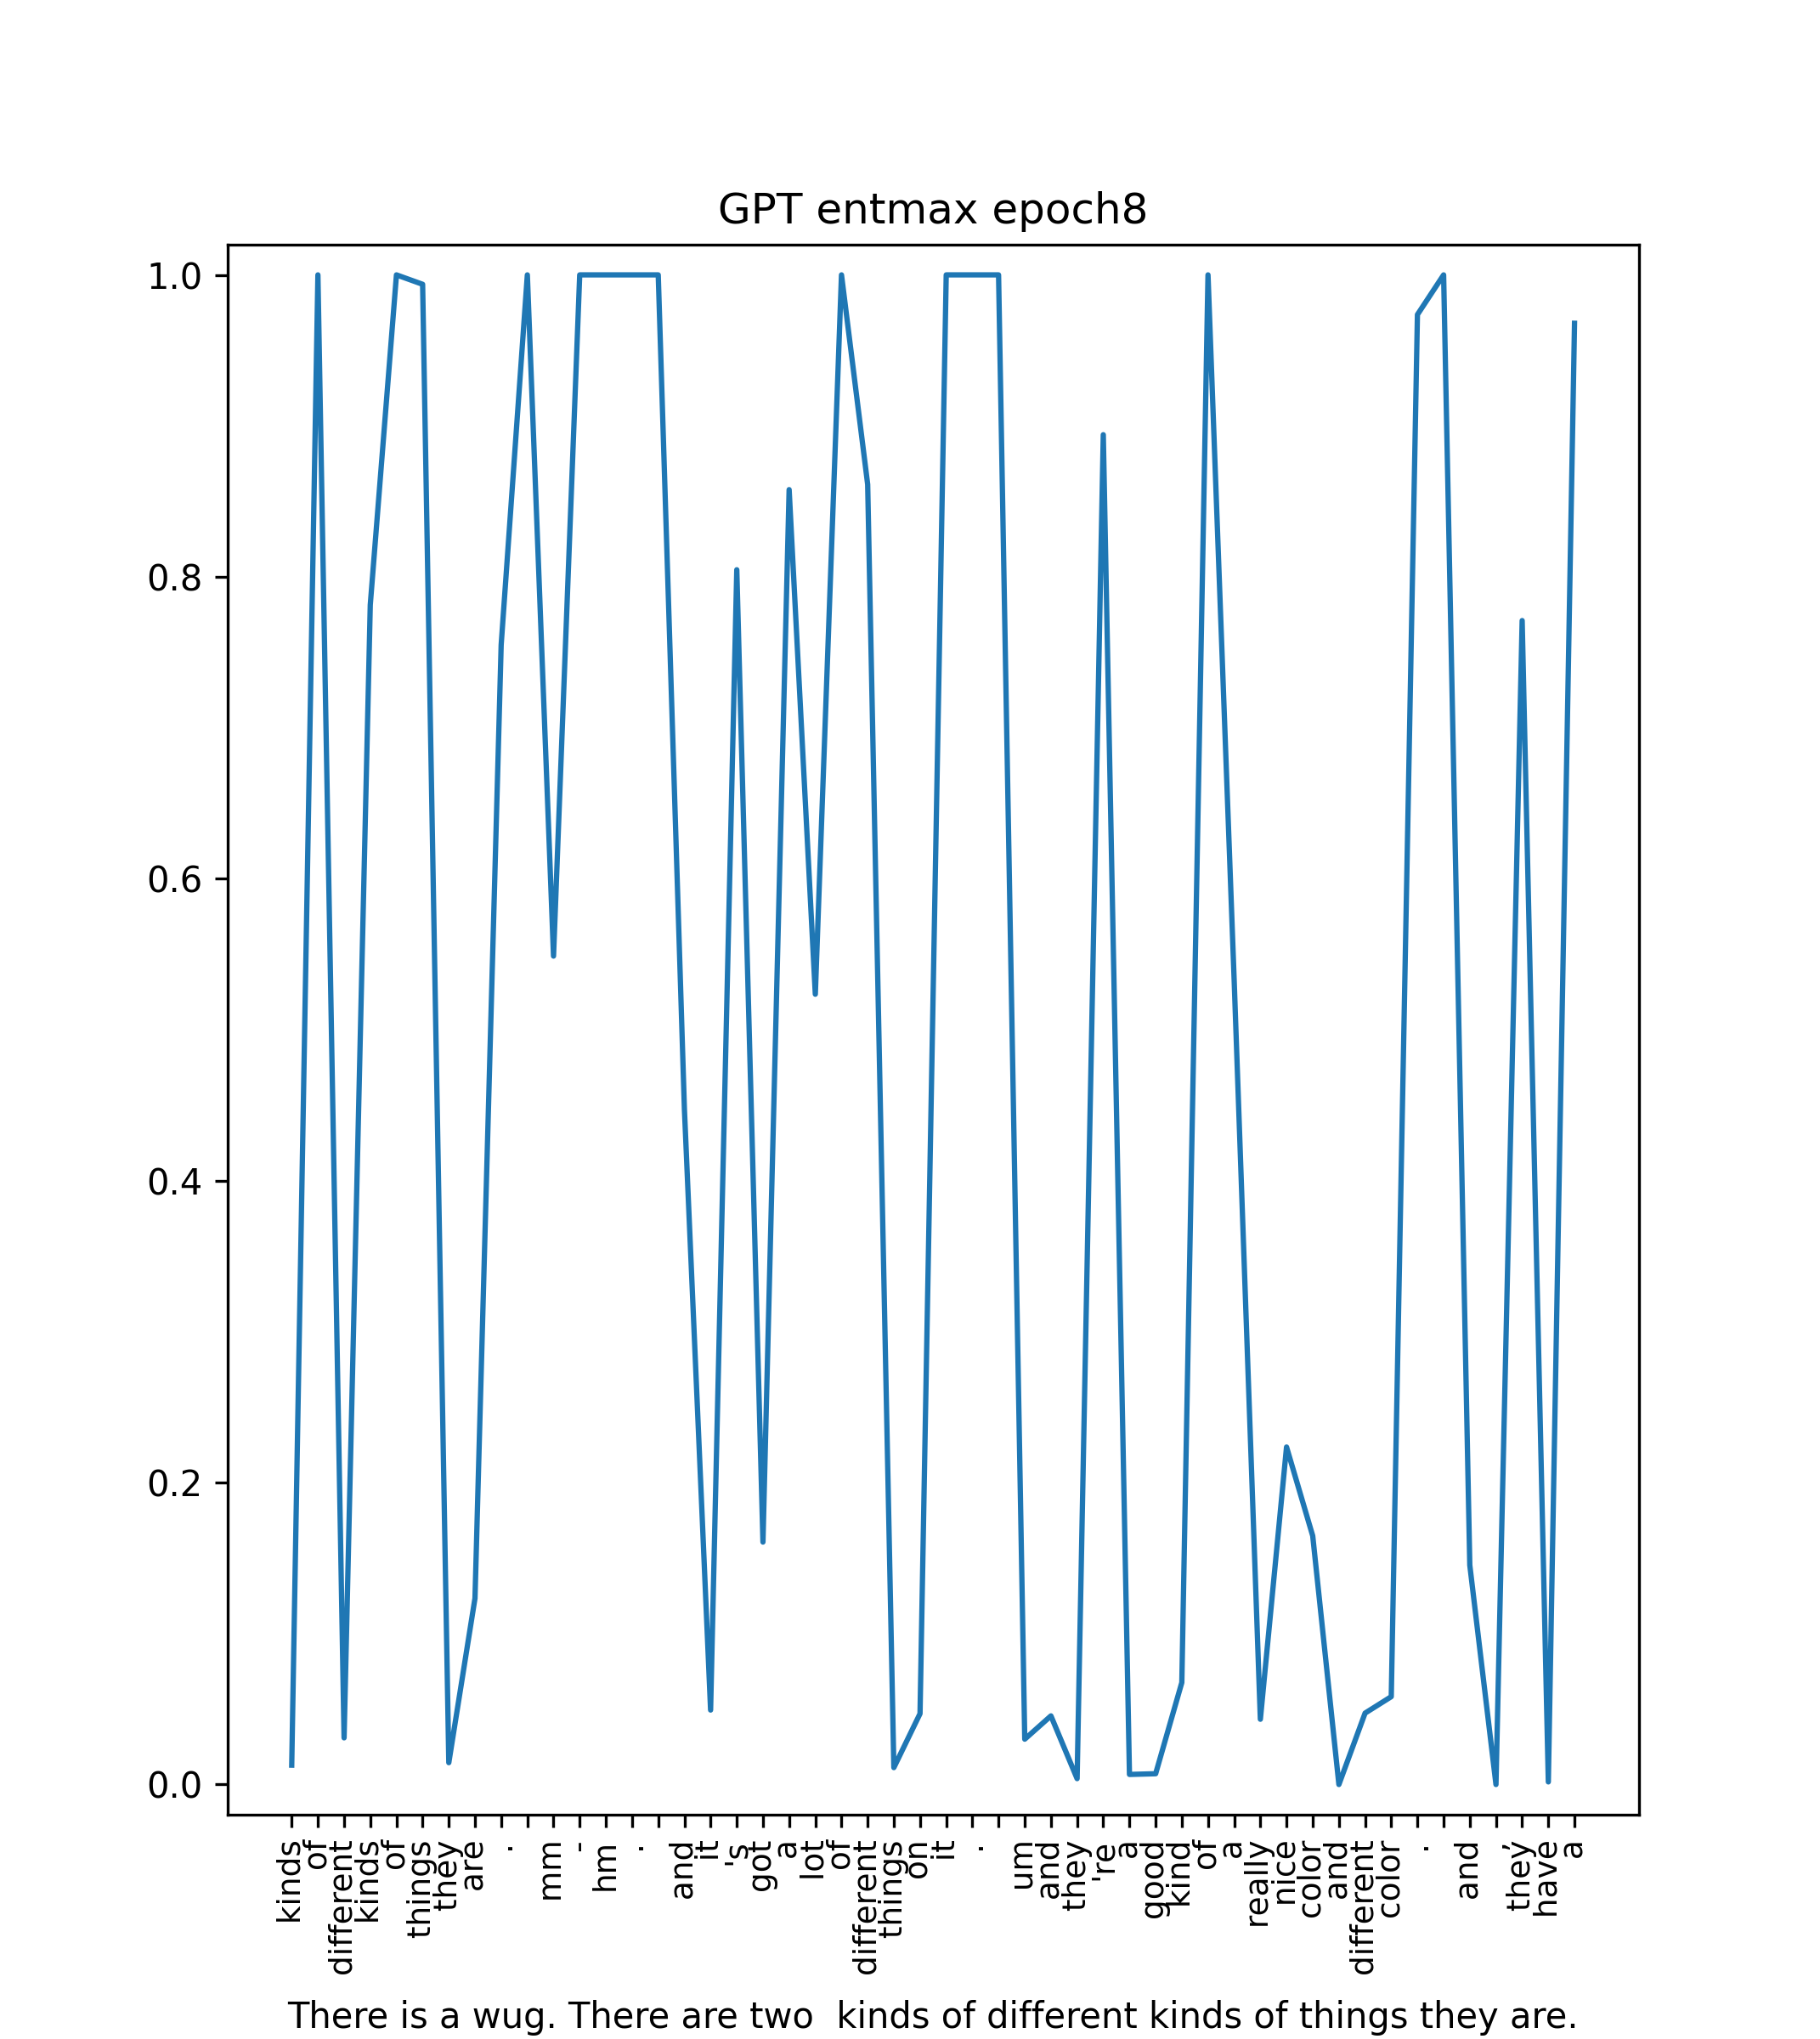 GPT entmax epoch8
1.0
0.8
0.6
0.4
0.2
0.0
kinds of different kinds of things they are . mm - hm . and it 's got a lot of different things on it . um and they 're a good kind of a really nice color and different color . and they’ have a
There is a wug. There are two  kinds of different kinds of things they are.